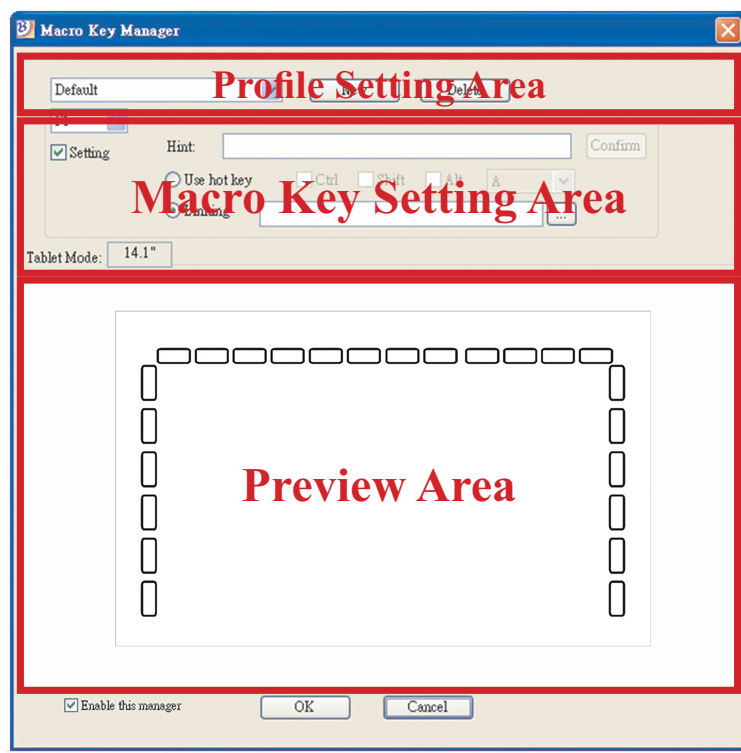 Macro Key Manager
Default
Profile Setting Area
Setting
Hint:
Confirm
Use hot key
Ctrl
Shift
Alt
A
Macro Key Setting Area
...
Tablet Mode:
14.1"
Preview Area
Enable this manager
OK
Cancel